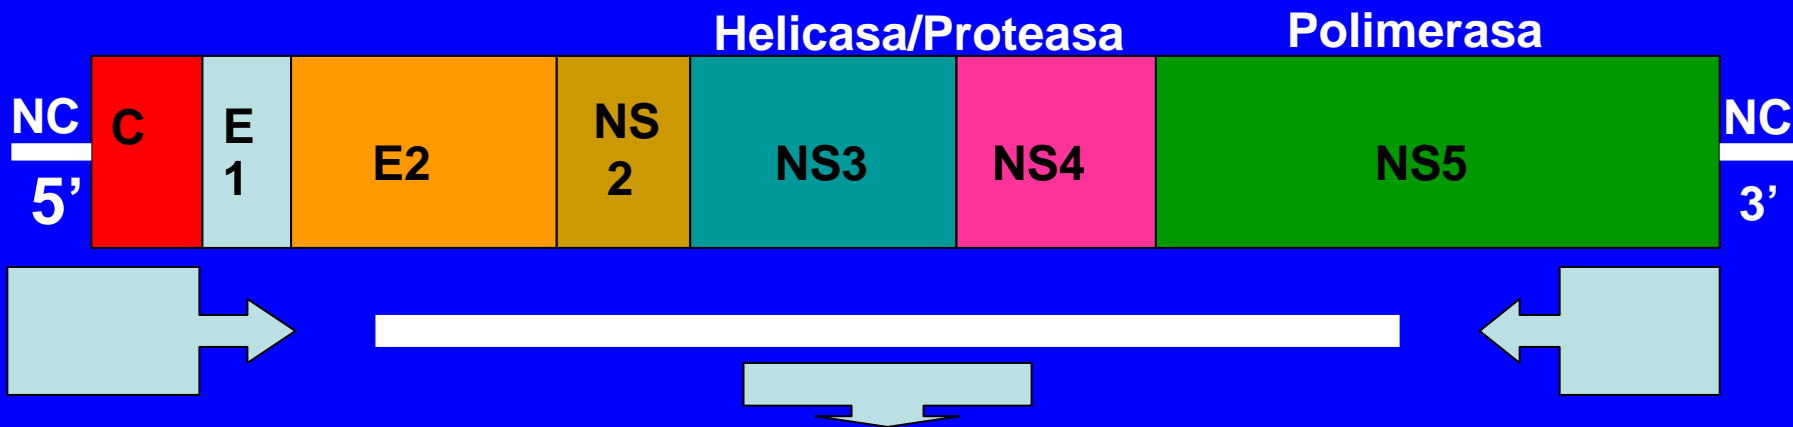 Helicasa/Proteasa
Polimerasa
NC
5’
C
E
1
E2
NS
2
NS3
NS4
NS5
NC
3’